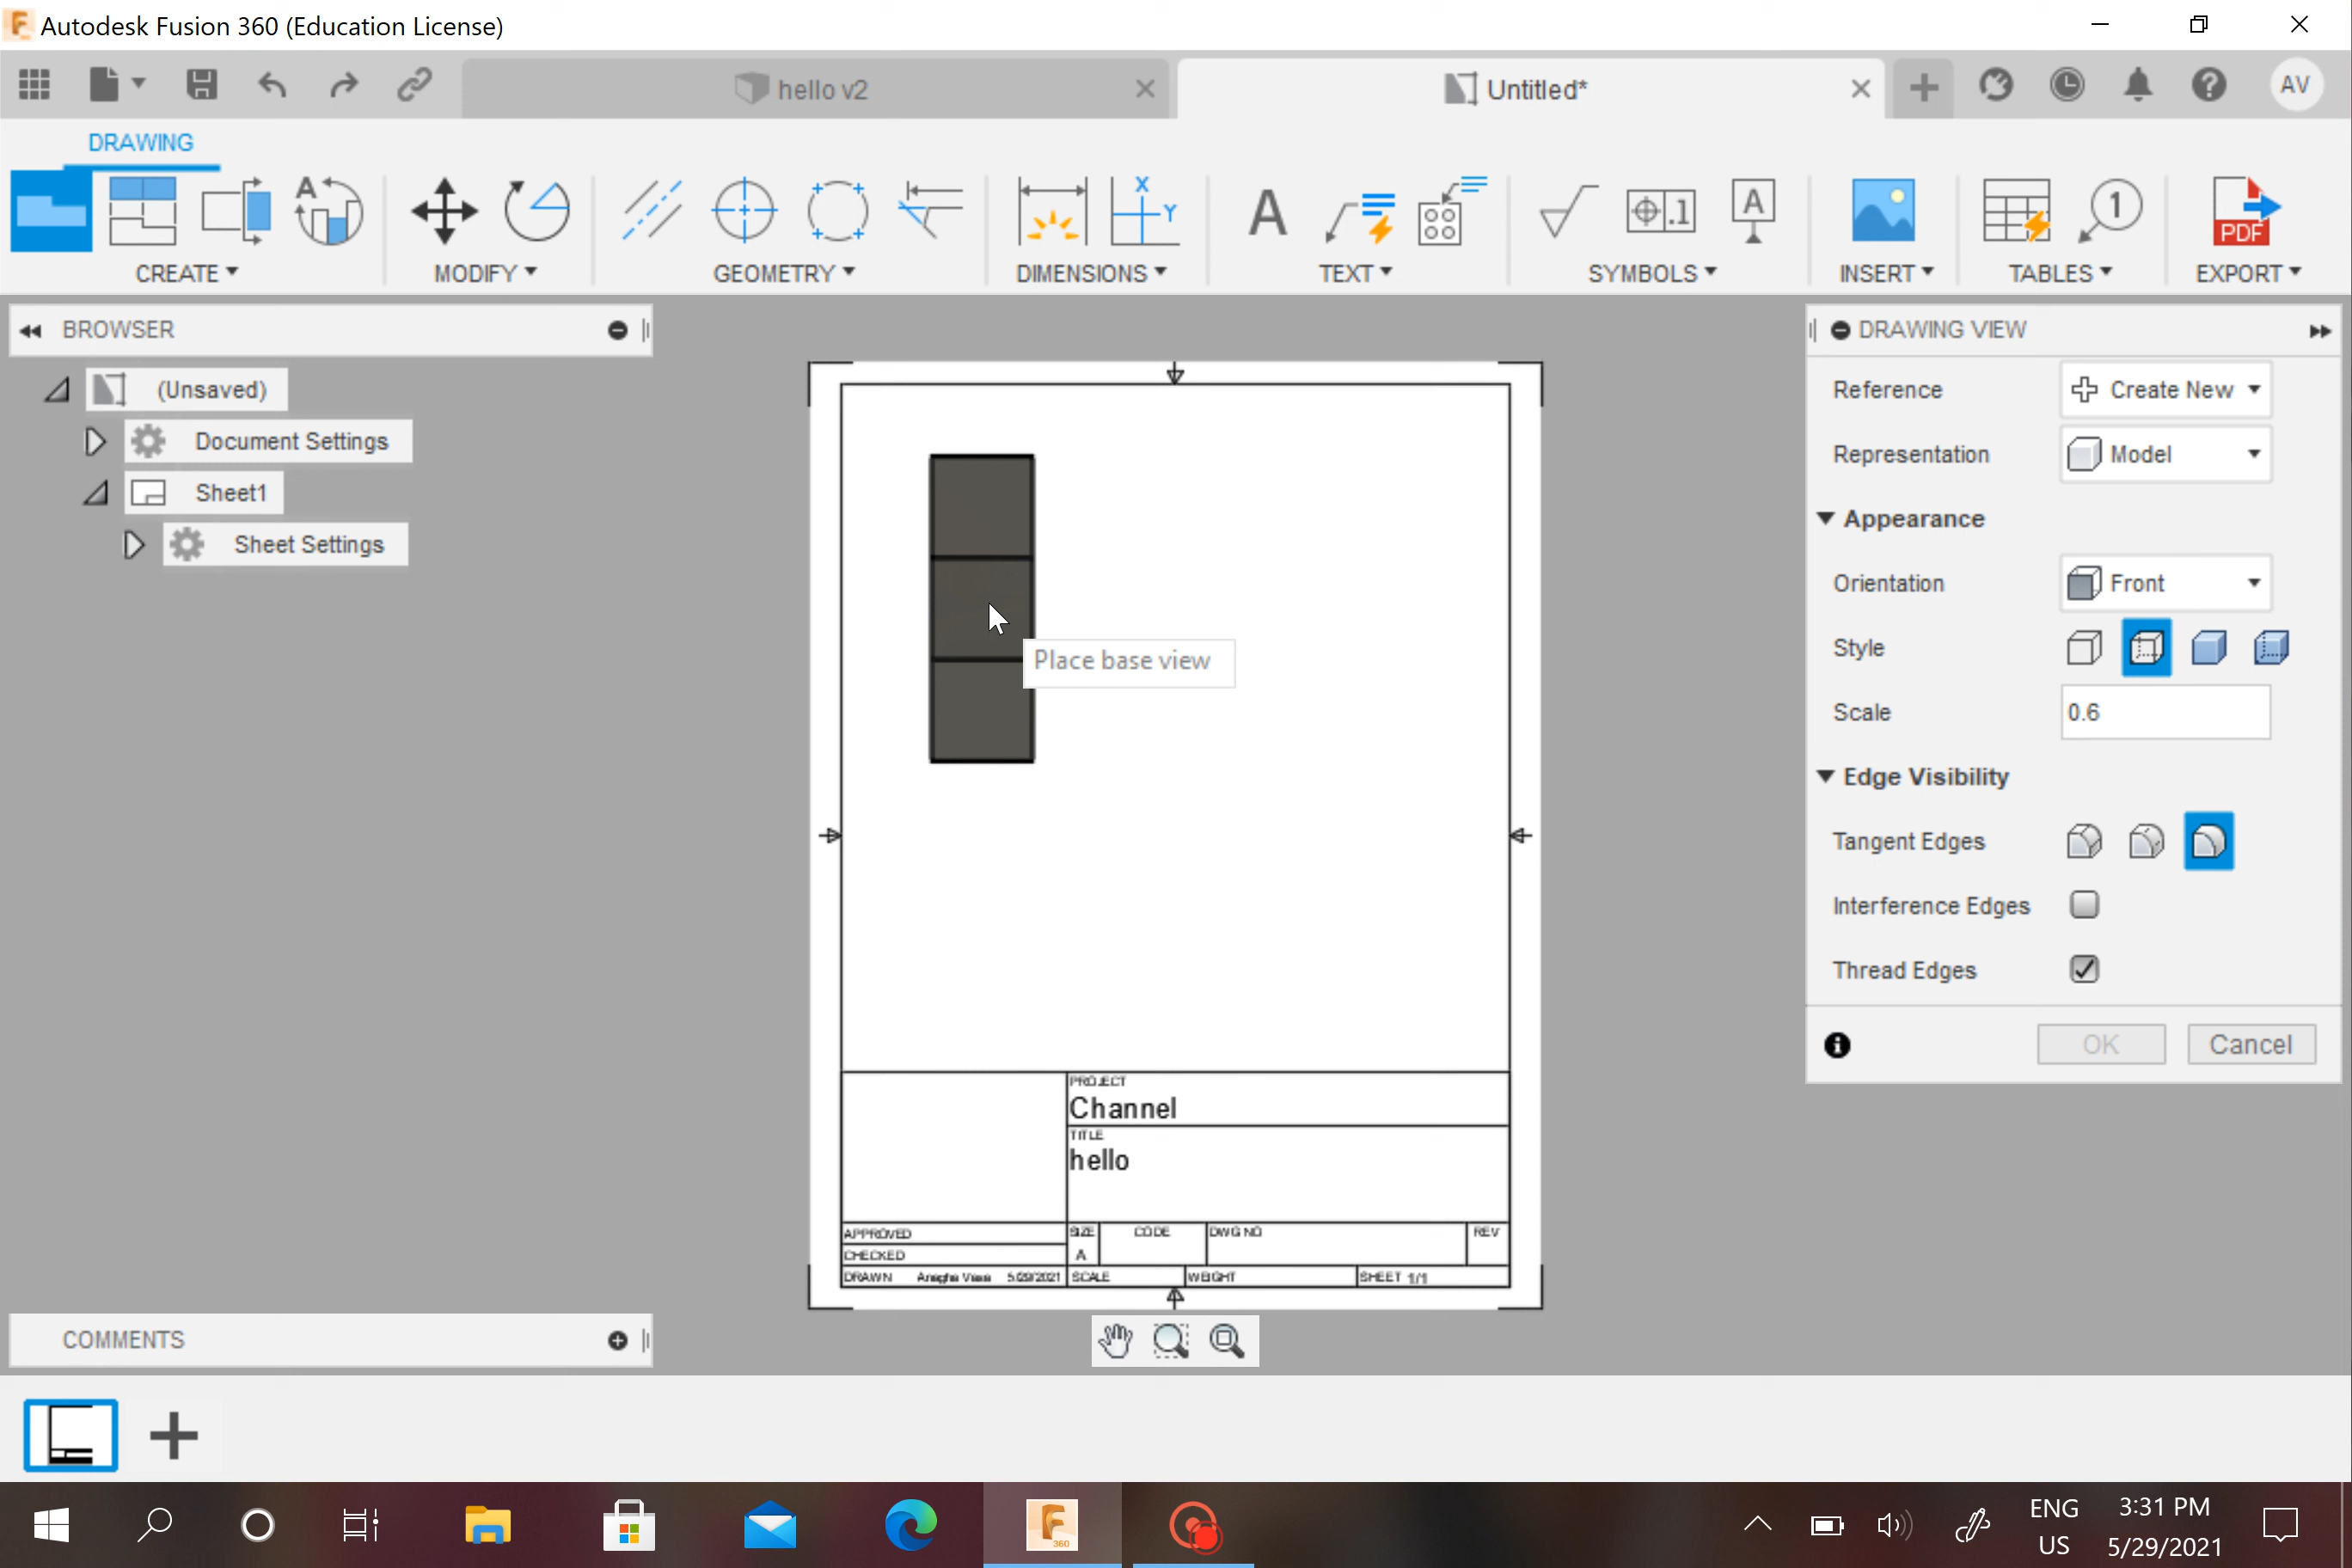 Autodesk Fusion 360 (Education License)
hello v2
Untitled*
AV
DRAWING
CREATE
MODIFY
GEOMETRY
DIMENSIONS
TEXT
SYMBOLS
INSERT
TABLES
EXPORT
BROWSER
(Unsaved)
Document Settings
Sheet1
Sheet Settings
Place base view
PROJECT
Channel
TITLE
hello
APPROVED
CHECKED
DRAWN 5/29/2021
SIZE
A
CODE
DWG NO
REV
SCALE
WEIGHT
SHEET 1/1
DRAWING VIEW
Reference Create New
Representation Model
Appearance
Orientation Front
Style
Scale 0.6
Edge Visibility
Tangent Edges
Interference Edges
Thread Edges
OK Cancel
COMMENTS
ENG
US
3:31 PM
5/29/2021